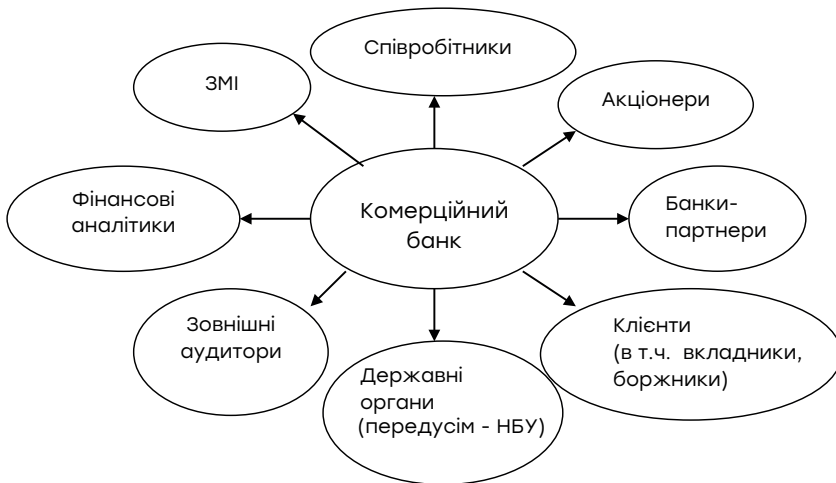 Співробітники
ЗМІ
Акціонери
Фінансові
аналітики
Комерційний
банк
Банки-
партнери
Зовнішні
аудитори
Державні
органи
(передусім - НБУ)
Клієнти
(в т.ч. вкладники,
боржники)